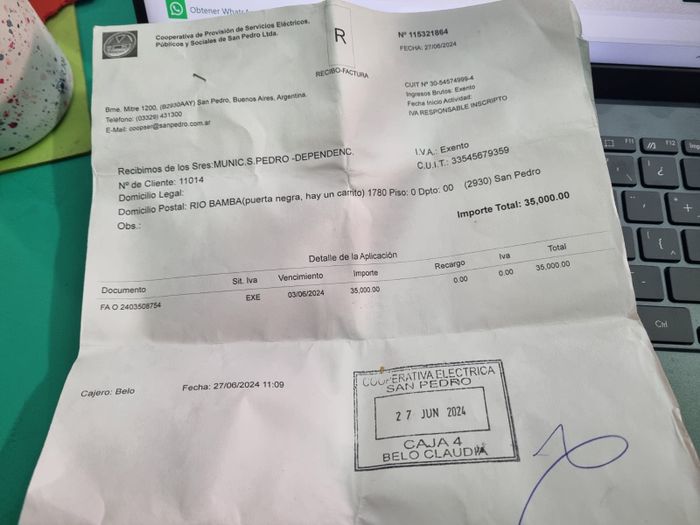 Obtener WhatsA
Cooperativa de Provisión de Servicios Eléctricos,
Públicos y Sociales de San Pedro Ltda.
R
RECIBO-FACTURA
Nº 115321864
FECHA: 27/06/2024
Bme. Mitre 1200, (B2930AAY) San Pedro, Buenos Aires, Argentina.
Teléfono: (03329) 431300
E-Mail: coopser@sanpedro.com.ar
CUIT Nº 30-54574999-4
Ingresos Brutos: Exento
Fecha Inicio Actividad:
IVA RESPONSABLE INSCRIPTO
Recibimos de los Sres:MUNIC.S.PEDRO -DEPENDENC.
I.V.A.: Exento
Nº de Cliente: 11014
C.U.I.T.: 33545679359
Domicilio Legal:
Domicilio Postal: RIO BAMBA(puerta negra, hay un carrito) 1780 Piso: 0 Dpto: 00 (2930) San Pedro
Obs.:
Importe Total: 35,000.00
Detalle de la Aplicación
Documento Sit. Iva Vencimiento Importe Recargo Iva Total
FA O 2403508754 EXE 03/06/2024 35,000.00 0.00 0.00 35,000.00
Cajero: Belo
Fecha: 27/06/2024 11:09
COOPERATIVA ELECTRICA
SAN PEDRO
27 JUN 2024
CAJA 4
BELO CLAUDIA
F11
F12
Ctrl